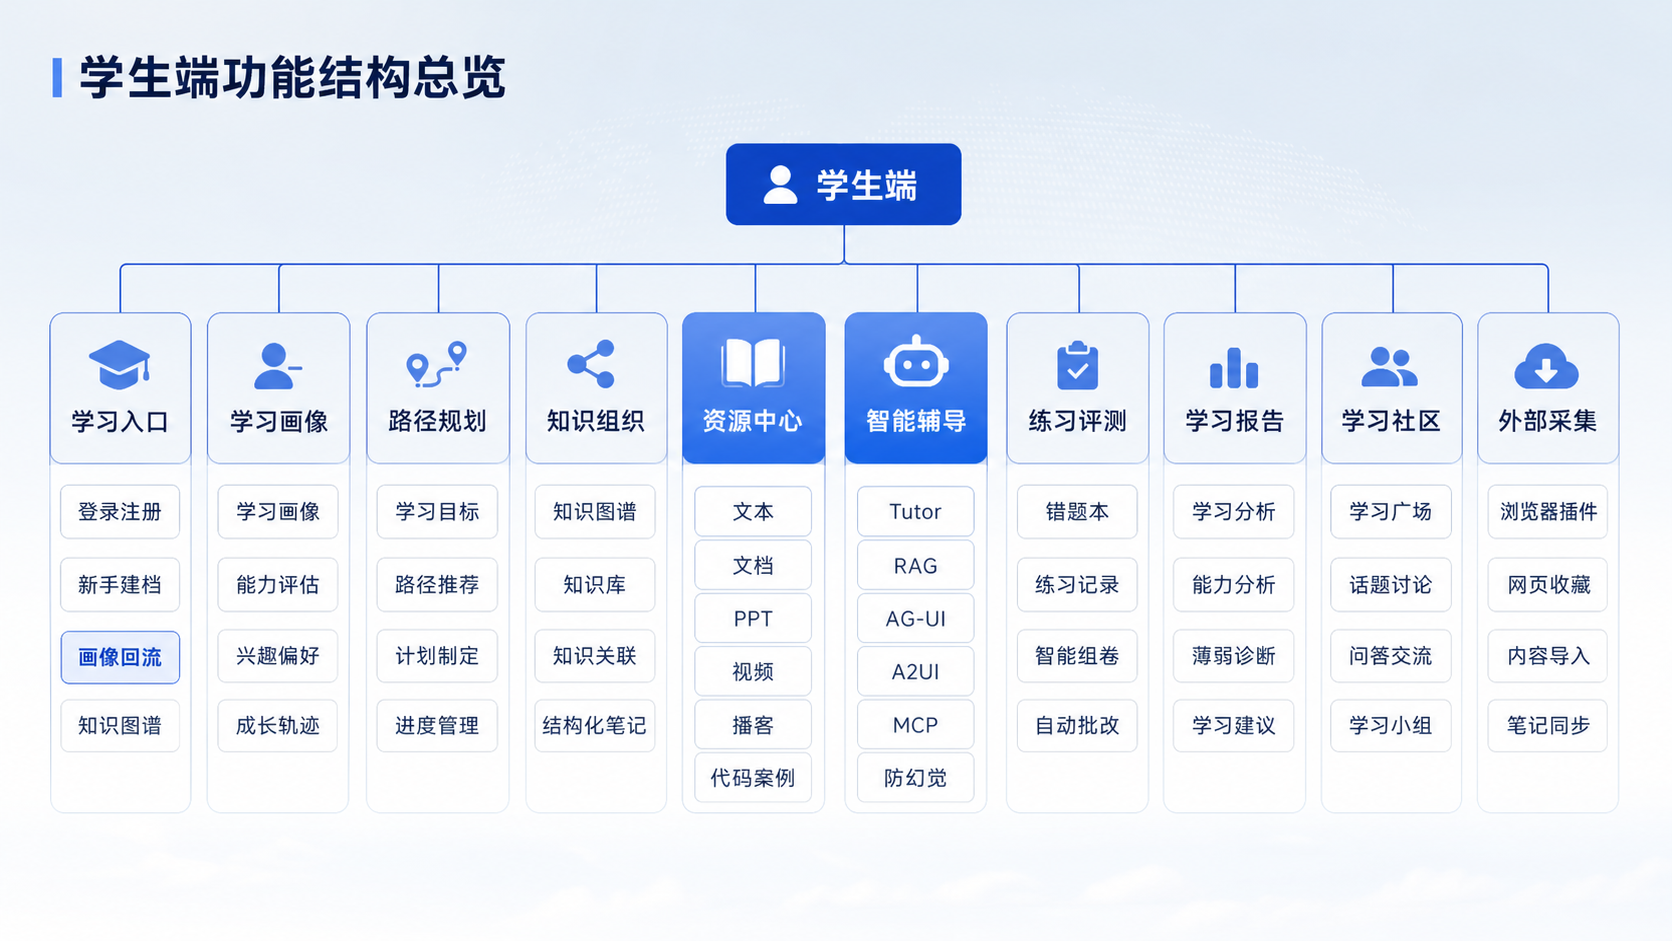 学生端功能结构总览
学生端
学习入口
登录注册
新手建档
画像回流
知识图谱
学习画像
学习画像
能力评估
兴趣偏好
成长轨迹
路径规划
学习目标
路径推荐
计划制定
进度管理
知识组织
知识图谱
知识库
知识关联
结构化笔记
资源中心
文本
文档
PPT
视频
播客
代码案例
智能辅导
Tutor
RAG
AG-UI
A2UI
MCP
防幻觉
练习评测
错题本
练习记录
智能组卷
自动批改
学习报告
学习分析
能力分析
薄弱诊断
学习建议
学习社区
学习广场
话题讨论
问答交流
学习小组
外部采集
浏览器插件
网页收藏
内容导入
笔记同步